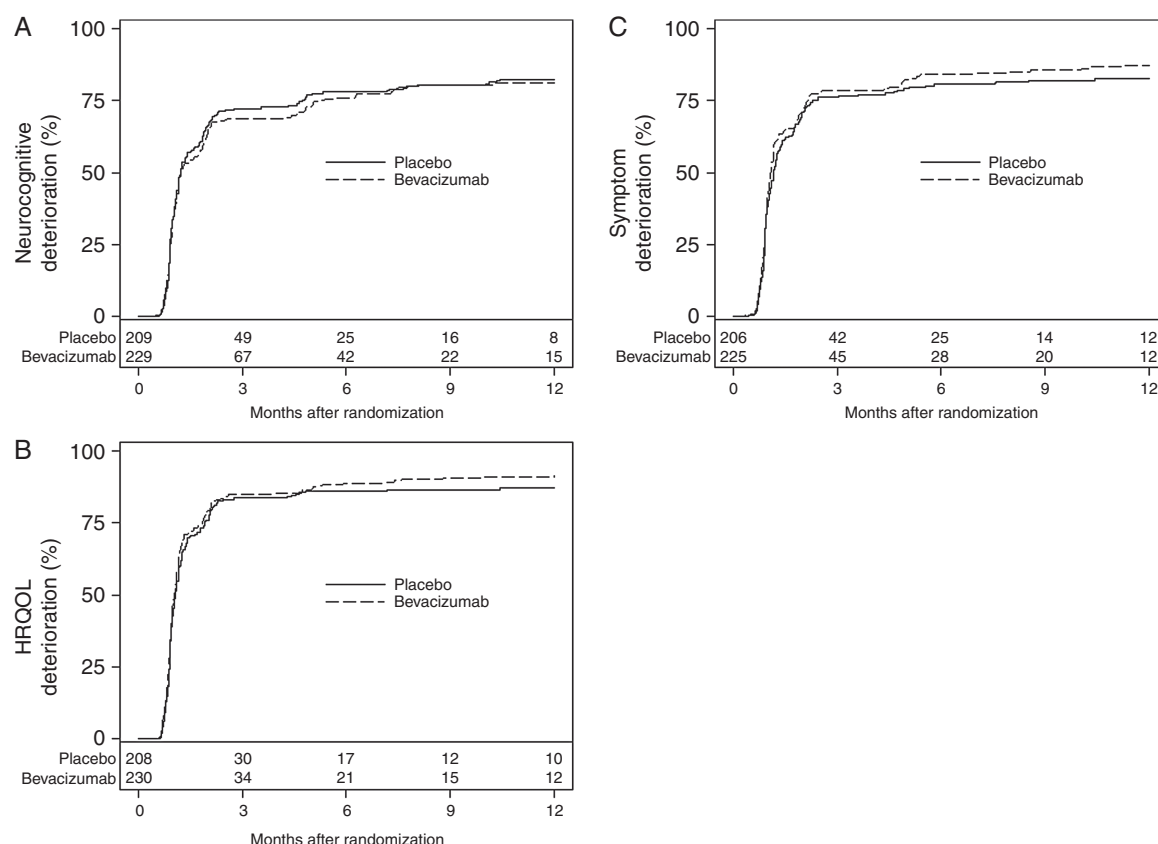 A
100
75
50
25
0
Neurocognitive
deterioration (%)
Placebo
Bevacizumab
Placebo 209 49 25 16 8
Bevacizumab 229 67 42 22 15
0 3 6 9 12
Months after randomization
C
100
75
50
25
0
Symptom
deterioration (%)
Placebo
Bevacizumab
Placebo 206 42 25 14 12
Bevacizumab 225 45 28 20 12
0 3 6 9 12
Months after randomization
B
100
75
50
25
0
HRQOL
deterioration (%)
Placebo
Bevacizumab
Placebo 208 30 17 12 10
Bevacizumab 230 34 21 15 12
0 3 6 9 12
Months after randomization